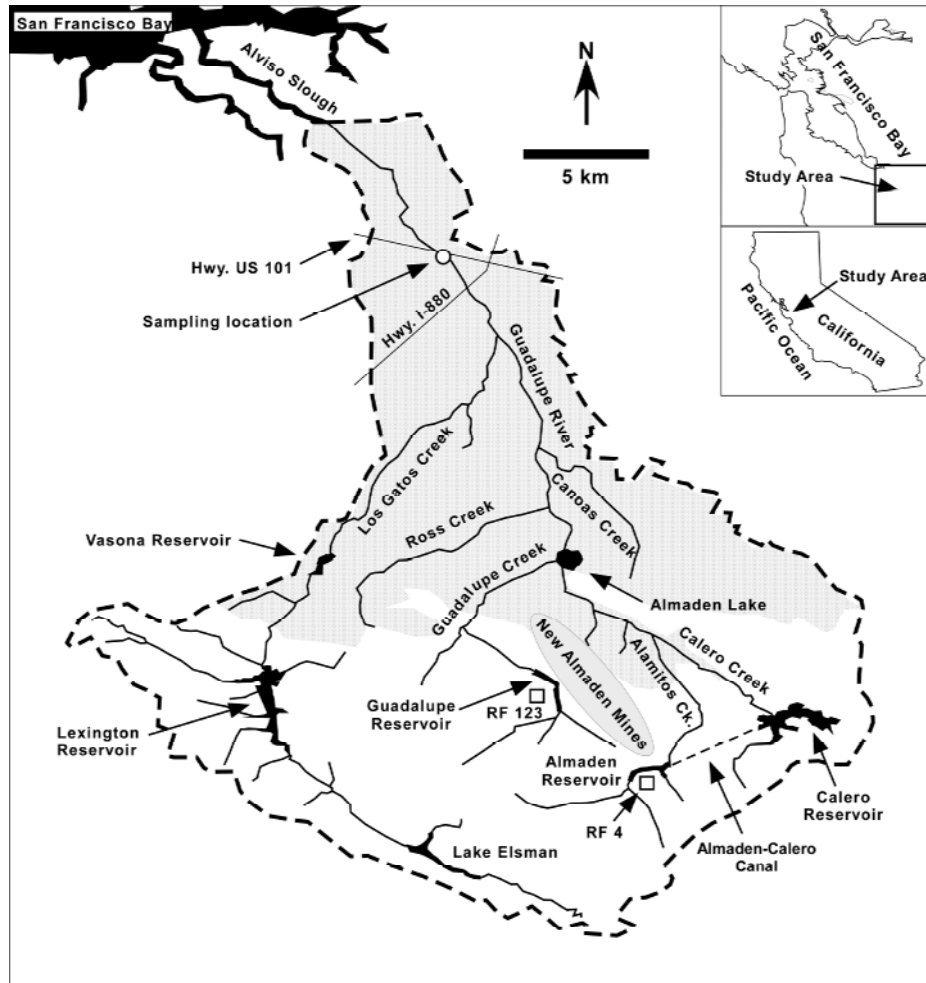 San Francisco Bay
Alviso Slough
N
5 km
San Francisco Bay
Study Area
Study Area
Pacific Ocean
California
Hwy. US 101
Sampling location
Hwy. i-880
Guadalupe River
Los Gatos Creek
Canoas Creek
Ross Creek
Vasona Reservoir
Guadalupe Creek
Almaden Lake
New Almaden Mines
Alamitos Ck.
Calero Creek
Guadalupe
Reservoir
RF 123
Lexington
Reservoir
Almaden
Reservoir
RF 4
Calero
Reservoir
Almaden-Calero
Canal
Lake Elsman